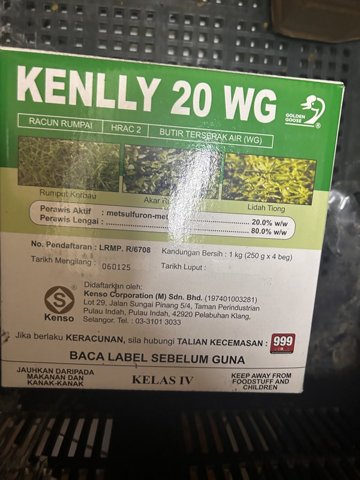 KENLLY 20 WG
GOLDEN
GOOSE
®
RACUN RUMPAI
HRAC 2
BUTIR TERSERAK AIR (WG)
Rumput Kerbau
Akar
Lidah Tiong
Perawis Aktif : metsulfuron-met 20.0% w/w
Perawis Lengai : 80.0% w/w
No. Pendaftaran : LRMP. R/6708
Kandungan Bersih : 1 kg (250 g x 4 beg)
Tarikh Mengilang : 060125
Tarikh Luput :
Didaftarkan oleh:
Kenso Corporation (M) Sdn. Bhd. (197401003281)
Lot 29, Jalan Sungai Pinang 5/4, Taman Perindustrian
Pulau Indah, Pulau Indah, 42920 Pelabuhan Klang,
Selangor. Tel. : 03-3101 3033
S
®
Kenso
Jika berlaku KERACUNAN, sila hubungi TALIAN KECEMASAN : 999
BACA LABEL SEBELUM GUNA
JAUHKAN DARIPADA
MAKANAN DAN
KANAK-KANAK
KELAS IV
KEEP AWAY FROM
FOODSTUFF AND
CHILDREN